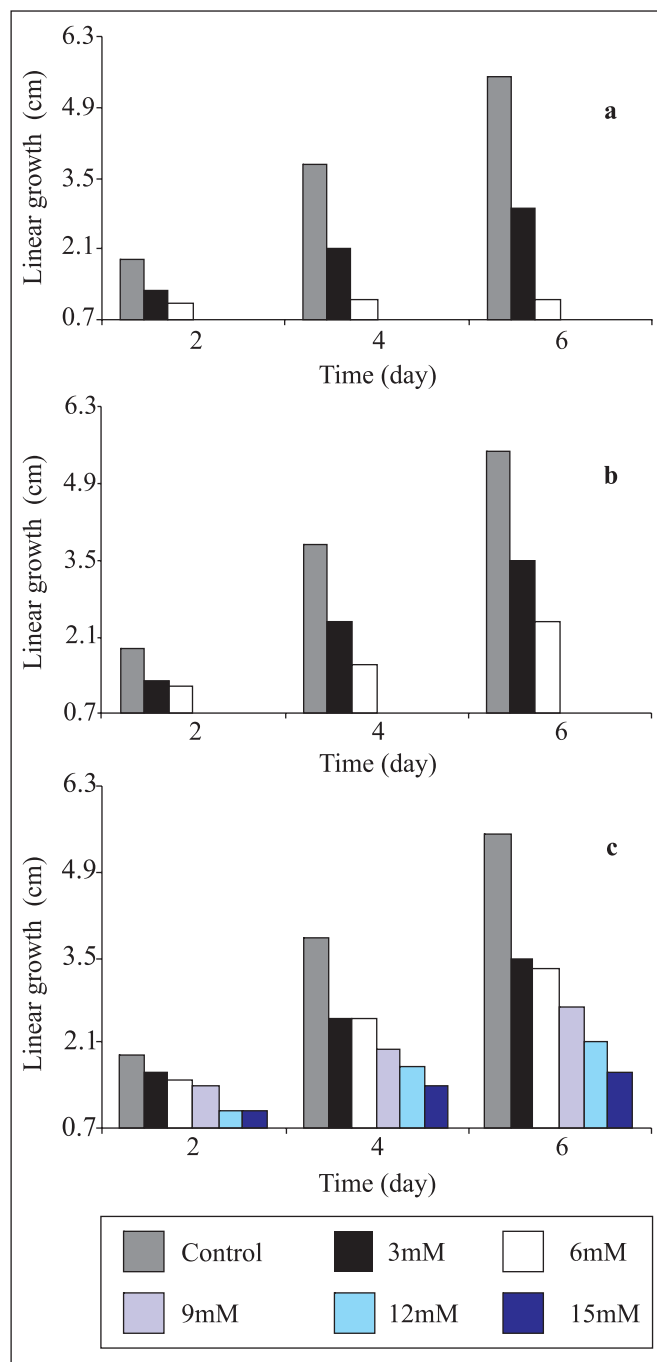 6.3
4.9
3.5
2.1
0.7
Linear growth (cm)
a
2 4 6
Time (day)
6.3
4.9
3.5
2.1
0.7
Linear growth (cm)
b
2 4 6
Time (day)
6.3
4.9
3.5
2.1
0.7
Linear growth (cm)
c
2 4 6
Time (day)
Control 3mM 6mM
9mM 12mM 15mM